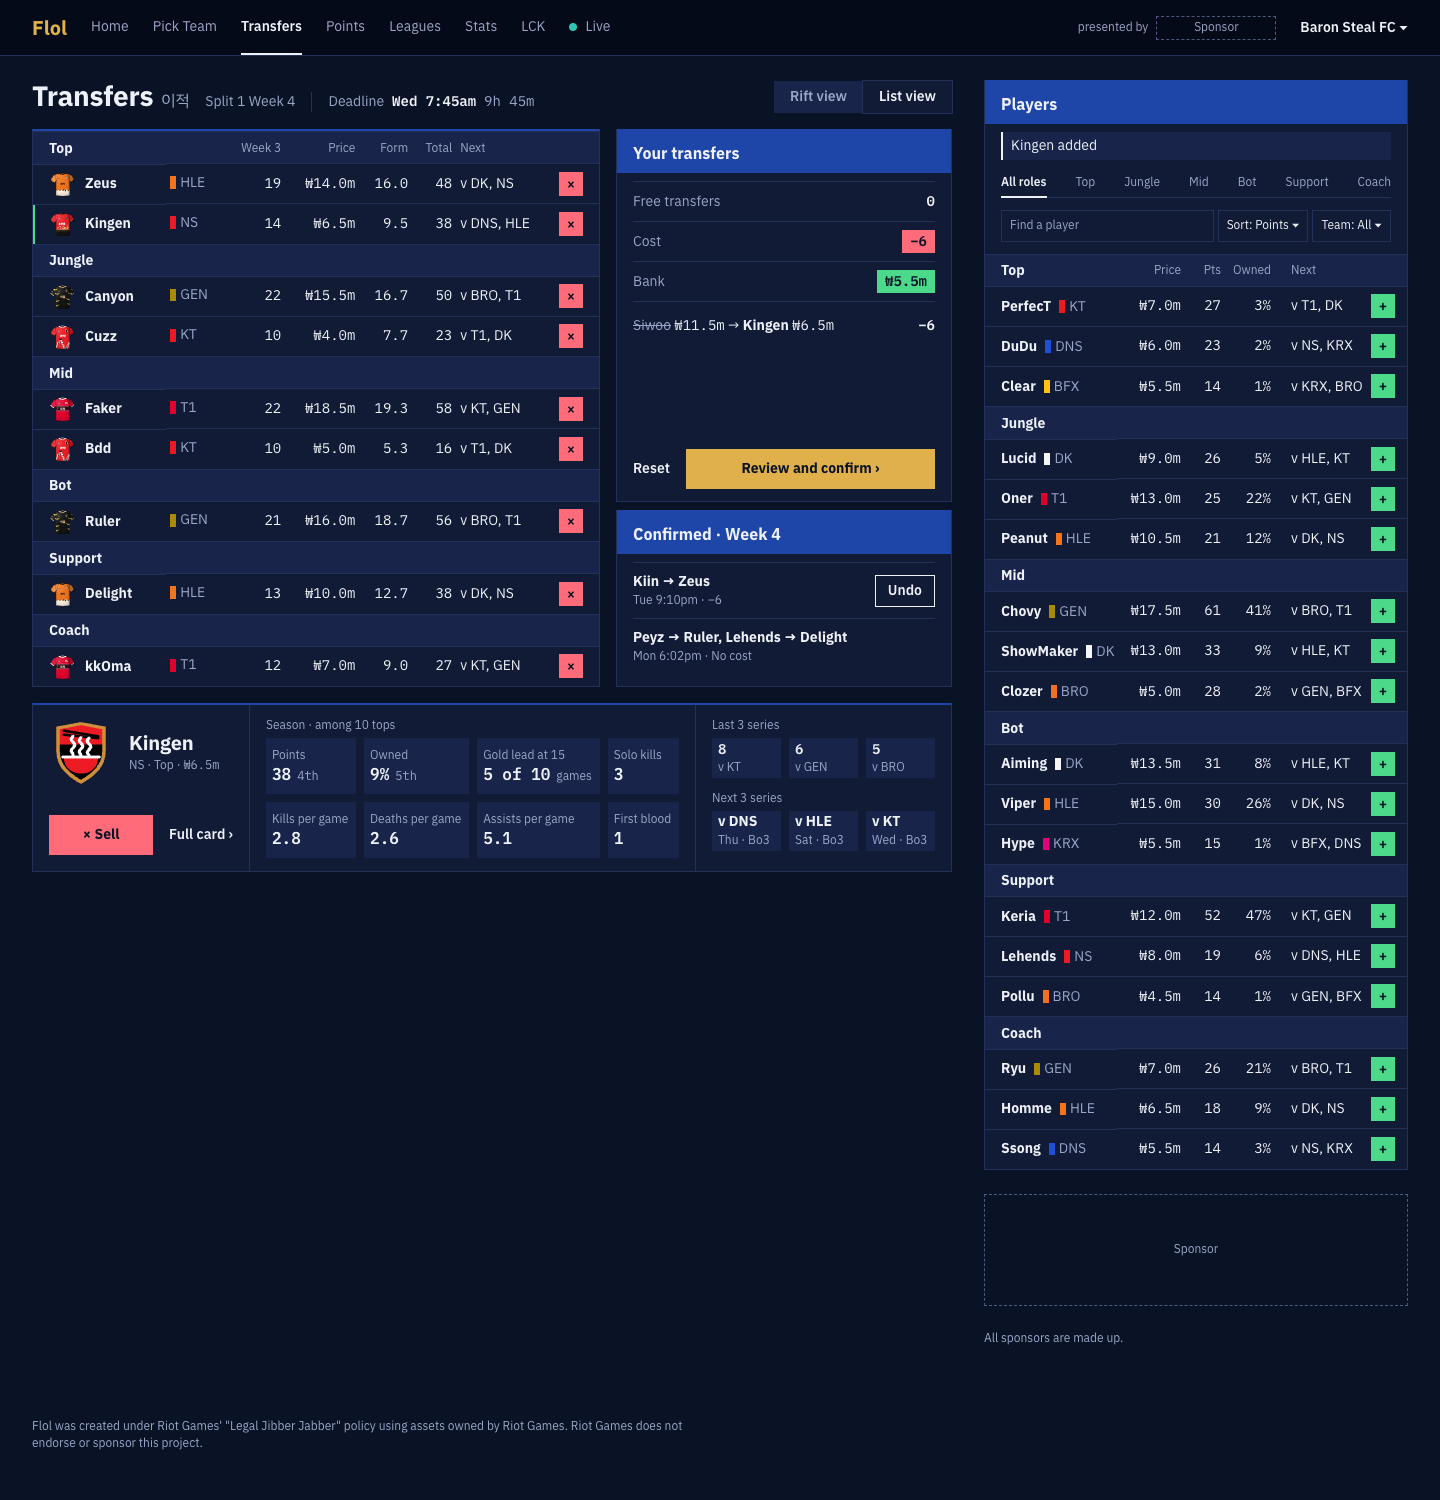 Flol Home Pick Team Transfers Points Leagues Stats LCK Live presented by Sponsor Baron Steal FC
Transfers 이적 Split 1 Week 4 Deadline Wed 7:45am 9h 45m Rift view List view
Top Week 3 Price Form Total Next
Zeus HLE 19 ₩14.0m 16.0 48 v DK, NS ×
Kingen NS 14 ₩6.5m 9.5 38 v DNS, HLE ×
Jungle
Canyon GEN 22 ₩15.5m 16.7 50 v BRO, T1 ×
Cuzz KT 10 ₩4.0m 7.7 23 v T1, DK ×
Mid
Faker T1 22 ₩18.5m 19.3 58 v KT, GEN ×
Bdd KT 10 ₩5.0m 5.3 16 v T1, DK ×
Bot
Ruler GEN 21 ₩16.0m 18.7 56 v BRO, T1 ×
Support
Delight HLE 13 ₩10.0m 12.7 38 v DK, NS ×
Coach
kkOma T1 12 ₩7.0m 9.0 27 v KT, GEN ×
Your transfers
Free transfers 0
Cost −6
Bank ₩5.5m
Siwoo ₩11.5m → Kingen ₩6.5m −6
Reset Review and confirm ›
Confirmed · Week 4
Kiin → Zeus
Tue 9:10pm · −6
Undo
Peyz → Ruler, Lehends → Delight
Mon 6:02pm · No cost
Kingen
NS · Top · ₩6.5m
× Sell Full card ›
Season · among 10 tops
Points Owned Gold lead at 15 Solo kills
38 4th 9% 5th 5 of 10 games 3
Kills per game Deaths per game Assists per game First blood
2.8 2.6 5.1 1
Last 3 series
8 6 5
v KT v GEN v BRO
Next 3 series
v DNS v HLE v KT
Thu · Bo3 Sat · Bo3 Wed · Bo3
Players
Kingen added
All roles Top Jungle Mid Bot Support Coach
Find a player Sort: Points Team: All
Top Price Pts Owned Next
PerfecT KT ₩7.0m 27 3% v T1, DK +
DuDu DNS ₩6.0m 23 2% v NS, KRX +
Clear BFX ₩5.5m 14 1% v KRX, BRO +
Jungle
Lucid DK ₩9.0m 26 5% v HLE, KT +
Oner T1 ₩13.0m 25 22% v KT, GEN +
Peanut HLE ₩10.5m 21 12% v DK, NS +
Mid
Chovy GEN ₩17.5m 61 41% v BRO, T1 +
ShowMaker DK ₩13.0m 33 9% v HLE, KT +
Clozer BRO ₩5.0m 28 2% v GEN, BFX +
Bot
Aiming DK ₩13.5m 31 8% v HLE, KT +
Viper HLE ₩15.0m 30 26% v DK, NS +
Hype KRX ₩5.5m 15 1% v BFX, DNS +
Support
Keria T1 ₩12.0m 52 47% v KT, GEN +
Lehends NS ₩8.0m 19 6% v DNS, HLE +
Pollu BRO ₩4.5m 14 1% v GEN, BFX +
Coach
Ryu GEN ₩7.0m 26 21% v BRO, T1 +
Homme HLE ₩6.5m 18 9% v DK, NS +
Ssong DNS ₩5.5m 14 3% v NS, KRX +
Sponsor
All sponsors are made up.
Flol was created under Riot Games' "Legal Jibber Jabber" policy using assets owned by Riot Games. Riot Games does not
endorse or sponsor this project.